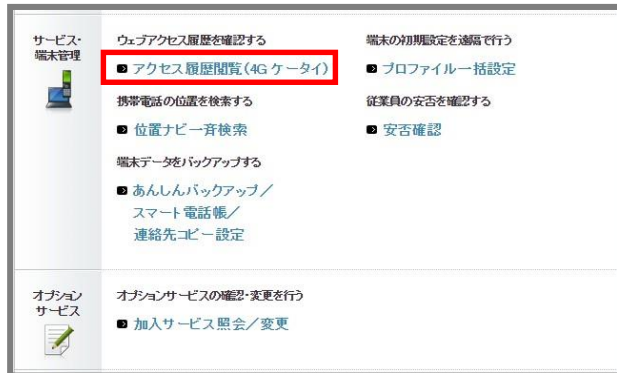 サービス・
端末管理
ウェブアクセス履歴を確認する
アクセス履歴閲覧(4G ケータイ)
携帯電話の位置を検索する
位置ナビ一斉検索
端末データをバックアップする
あんしんバックアップ／
スマート電話帳／
連絡先コピー設定
端末の初期設定を遠隔で行う
プロファイル一括設定
従業員の安否を確認する
安否確認
オプション
サービス
オプションサービスの確認・変更を行う
加入サービス照会／変更